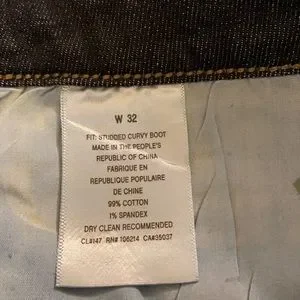 W 32
FIT: STUDDED CURVY BOOT
MADE IN THE PEOPLE'S
REPUBLIC OF CHINA
FABRIQUE EN
REPUBLIQUE POPULAIRE
DE CHINE
99% COTTON
1% SPANDEX
DRY CLEAN RECOMMENDED
CL#147 RN# 106214 CA#35037